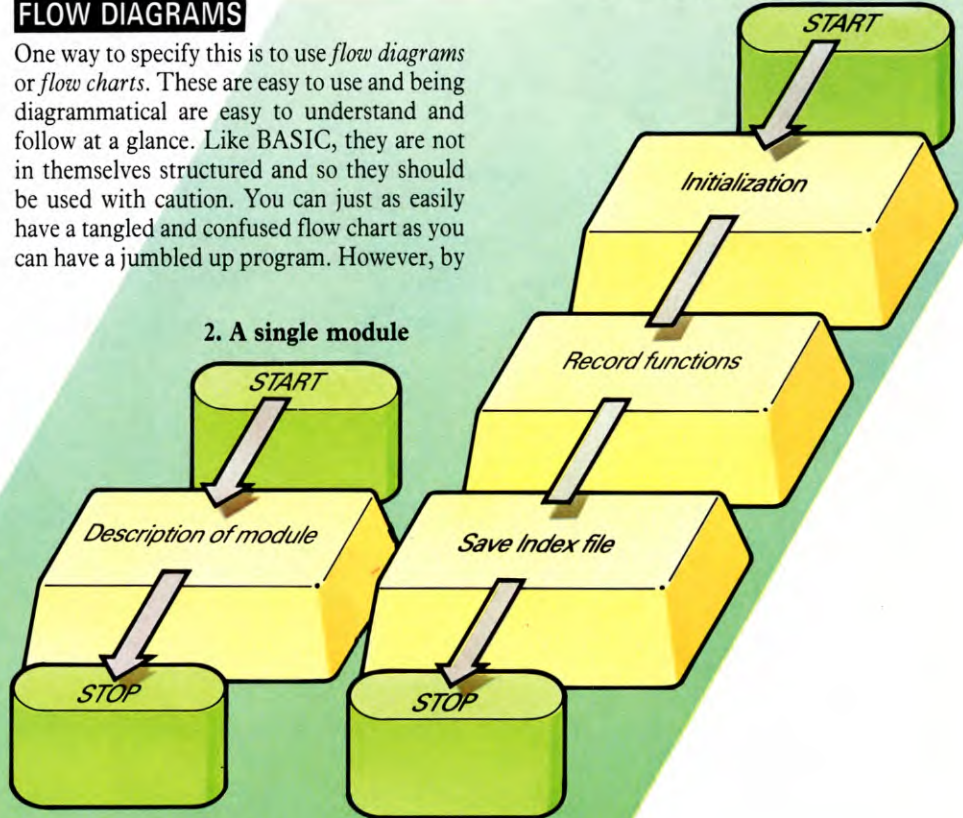 FLOW DIAGRAMS
One way to specify this is to use flow diagrams
or flow charts. These are easy to use and being
diagrammatical are easy to understand and
follow at a glance. Like BASIC, they are not
in themselves structured and so they should
be used with caution. You can just as easily
have a tangled and confused flow chart as you
can have a jumbled up program. However, by
2. A single module
START
Description of module
STOP
START
Initialization
Record functions
Save Index file
STOP